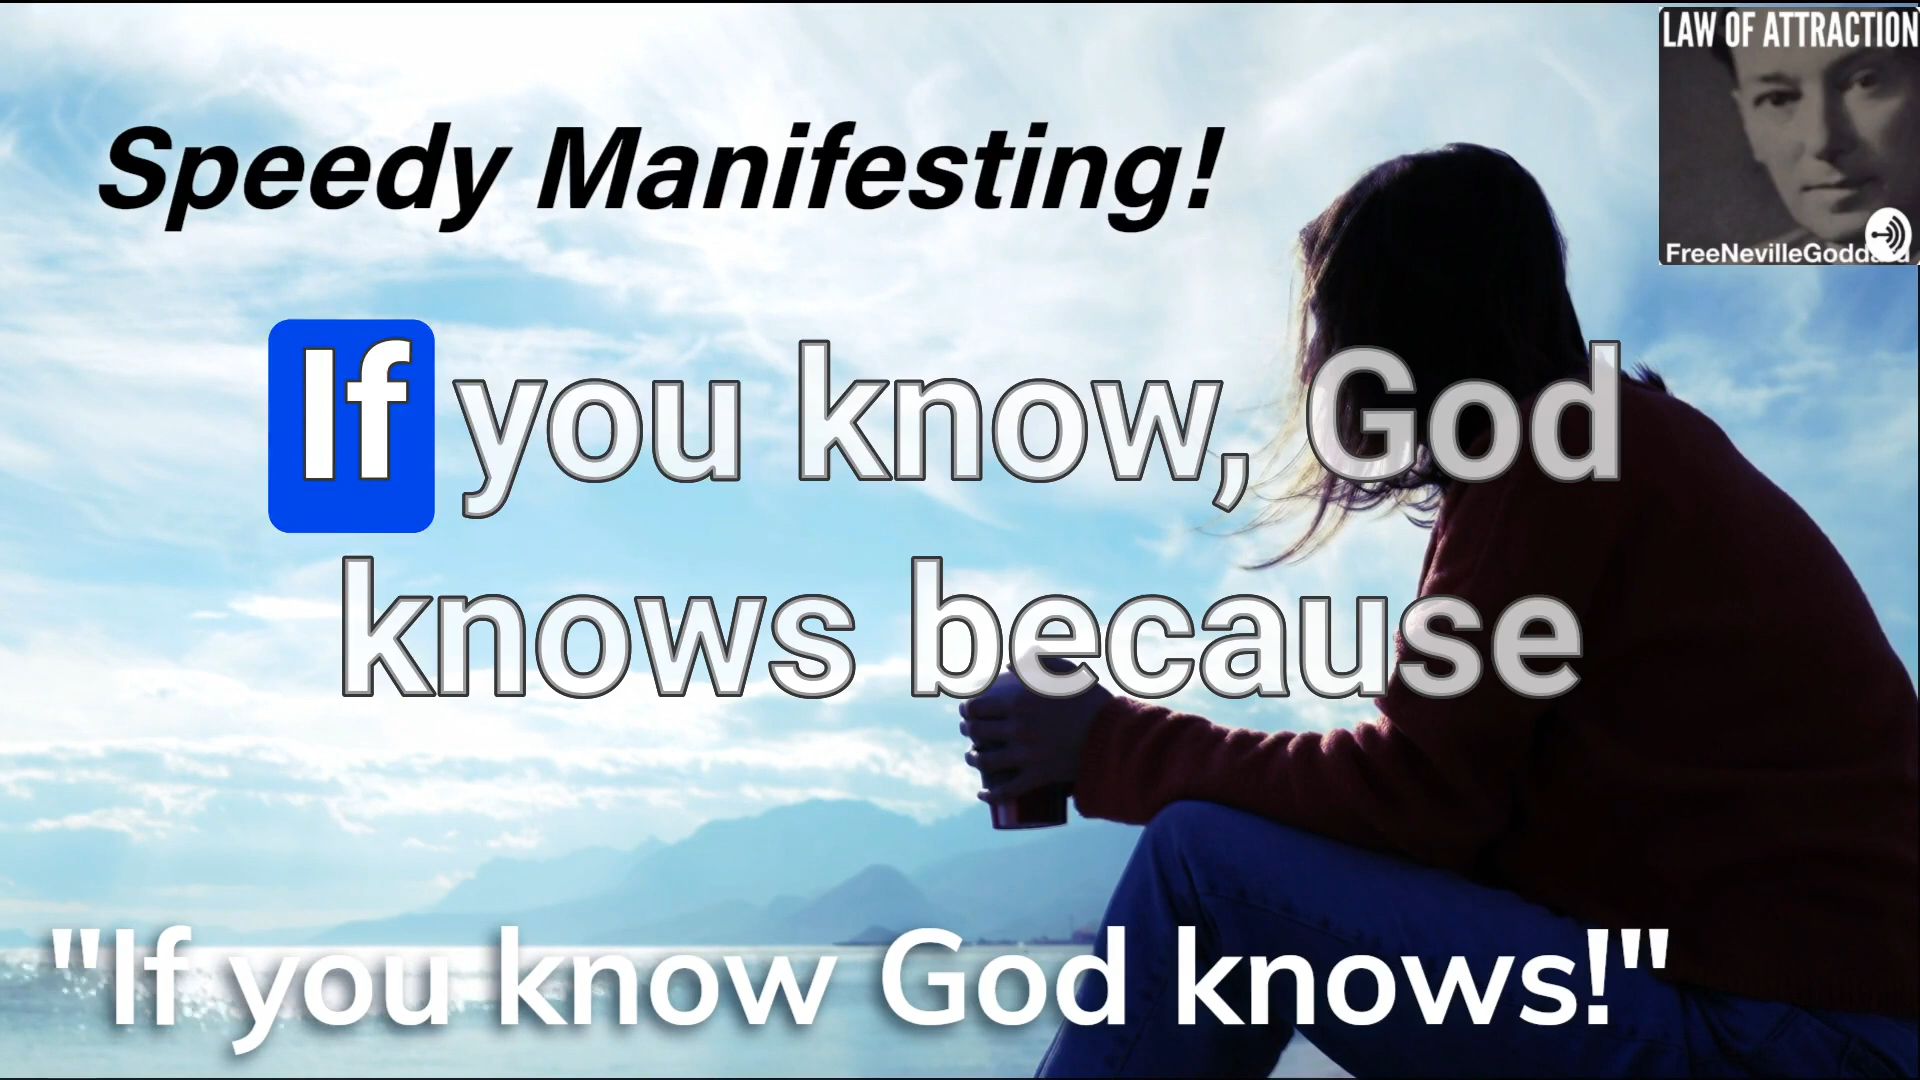 LAW OF ATTRACTION
Speedy Manifesting!
If you know, God
knows because
"If you know God knows!"